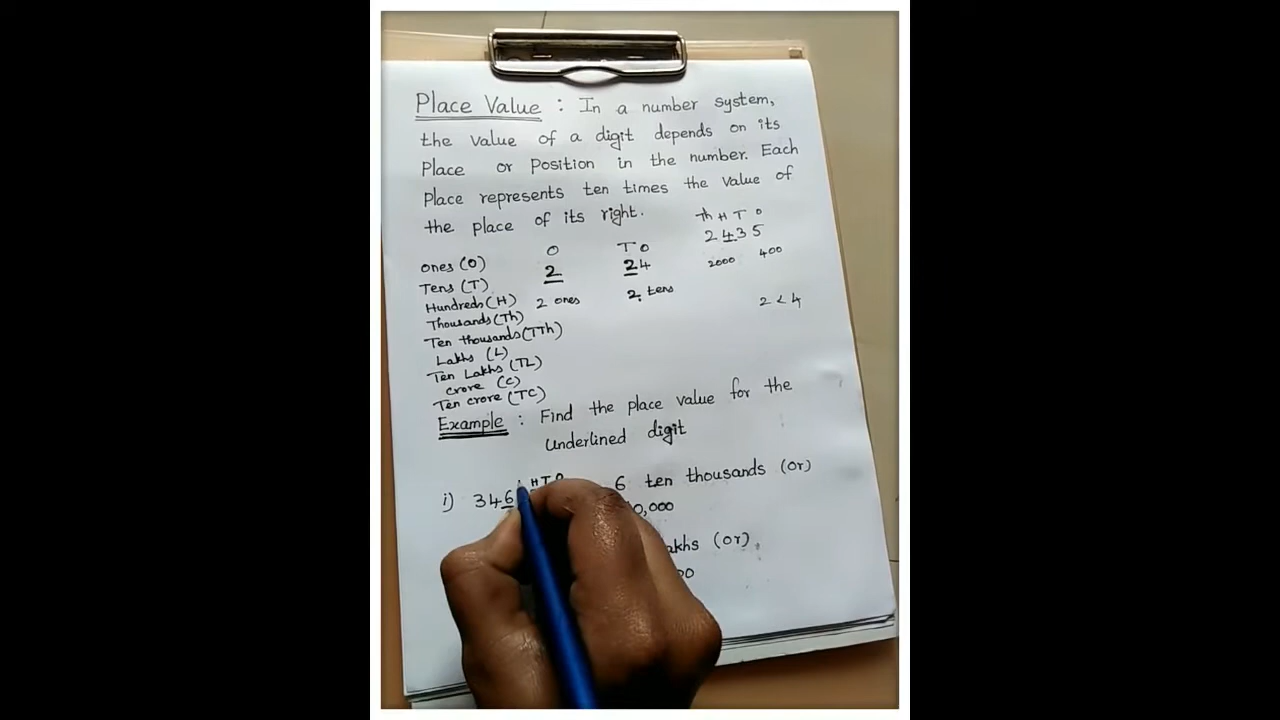 Place Value : In a number system,
the value of a digit depends on its
Place or Position in the number. Each
Place represents ten times the value of
the place of its right.
Th H T O
2 4 3 5
2000 400
2 < 4
O
2
2 ones
T O
24
2 tens
Ones (O)
Tens (T)
Hundreds (H)
Thousands (Th)
Ten thousands (TTh)
Lakhs (L)
Ten Lakhs (TL)
crore (C)
Ten crore (TC)
Example : Find the place value for the
Underlined digit
H T O
i) 346 6 ten thousands (or)
0,000
akhs (or)
00